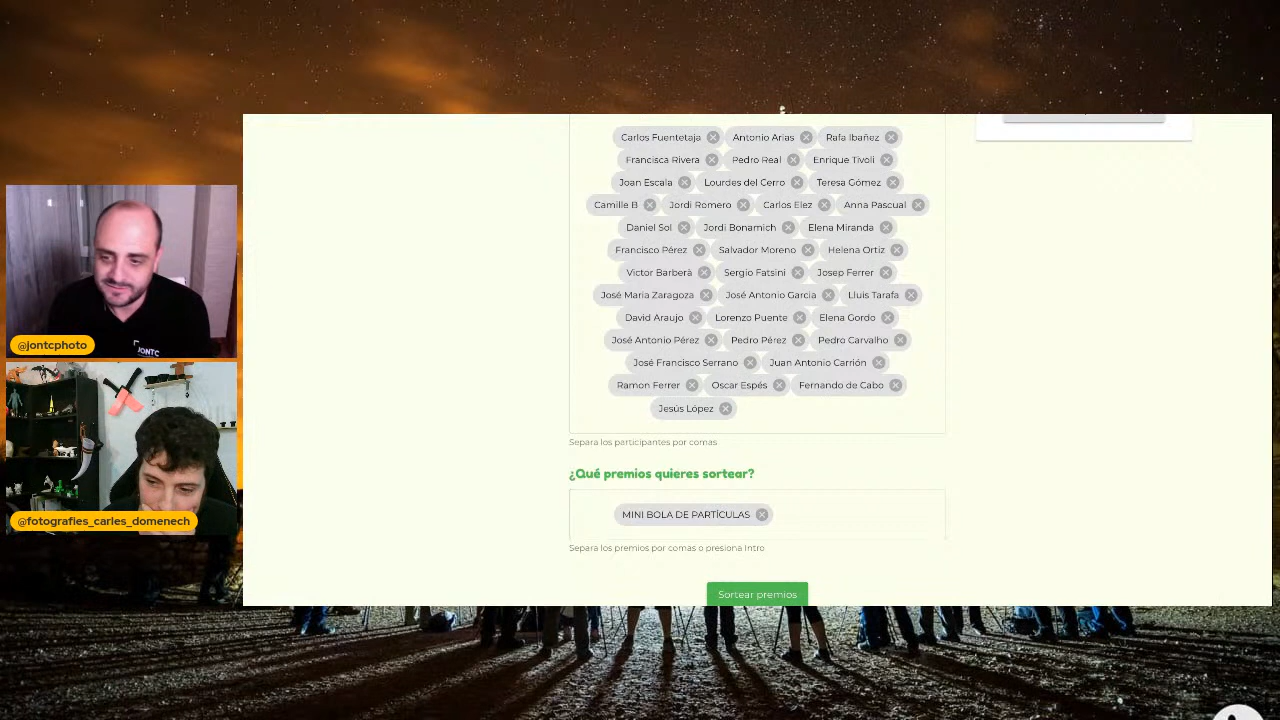 Carlos Fuentetaja Antonio Arias Rafa Ibañez
Francisca Rivera Pedro Real Enrique Tívoli
Joan Escala Lourdes del Cerro Teresa Gómez
Camille B Jordi Romero Carlos Elez Anna Pascual
Daniel Sol Jordi Bonamich Elena Miranda
Francisco Pérez Salvador Moreno Helena Ortiz
Victor Barberà Sergio Fatsini Josep Ferrer
José Maria Zaragoza José Antonio Garcia Lluis Tarafa
David Araujo Lorenzo Puente Elena Gordo
José Antonio Pérez Pedro Pérez Pedro Carvalho
José Francisco Serrano Juan Antonio Carrión
Ramon Ferrer Oscar Espés Fernando de Cabo
Jesús López
Separa los participantes por comas
¿Qué premios quieres sortear?
MINI BOLA DE PARTÍCULAS
Separa los premios por comas o presiona Intro
Sortear premios
JONTC
@jontcphoto
@fotografies_carles_domenech